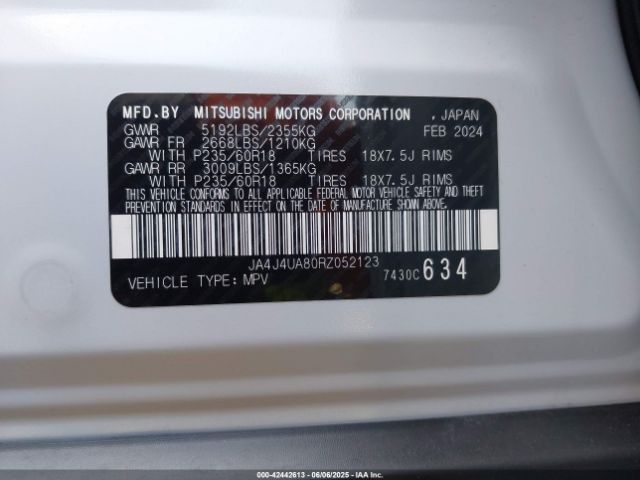 MFD.BY MITSUBISHI MOTORS CORPORATION , JAPAN
GVWR 5192LBS/2355KG FEB 2024
GAWR FR 2668LBS/1210KG
WITH P235/60R18 TIRES 18X7.5J RIMS
GAWR RR 3009LBS/1365KG
WITH P235/60R18 TIRES 18X7.5J RIMS
THIS VEHICLE CONFORMS TO ALL APPLICABLE FEDERAL MOTOR VEHICLE SAFETY AND THEFT
PREVENTION STANDARDS IN EFFECT ON THE DATE OF MANUFACTURE SHOWN ABOVE.
JA4J4UA80RZ052123
VEHICLE TYPE: MPV 7430C 634
000-42442613 - 06/06/2025 - IAA Inc.